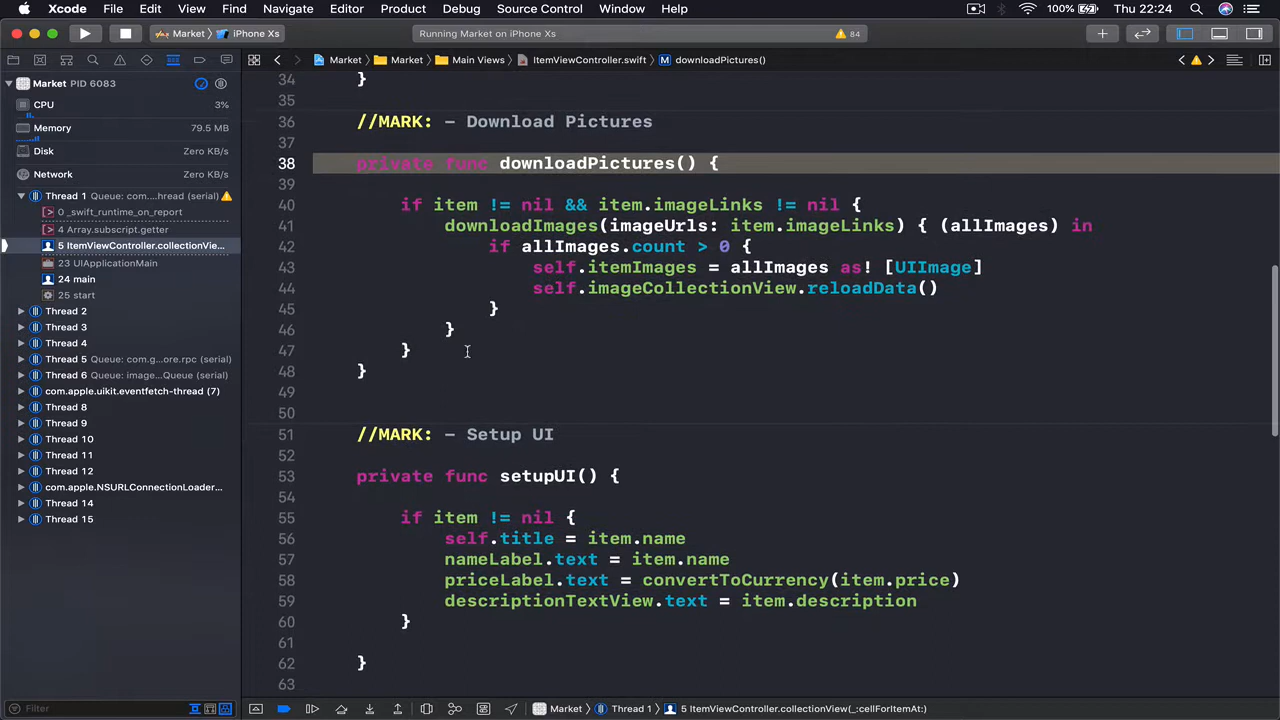 Xcode File Edit View Find Navigate Editor Product Debug Source Control Window Help 100% Thu 22:24
Market iPhone Xs Running Market on iPhone Xs 84
Market Market Main Views ItemViewController.swift M downloadPictures()
Market PID 6083
CPU 3%
Memory 79.5 MB
Disk Zero KB/s
Network Zero KB/s
Thread 1 Queue: com....hread (serial)
0 _swift_runtime_on_report
4 Array.subscript.getter
5 ItemViewController.collectionVie...
23 UIApplicationMain
24 main
25 start
Thread 2
Thread 3
Thread 4
Thread 5 Queue: com.g...ore.rpc (serial)
Thread 6 Queue: image...Queue (serial)
com.apple.uikit.eventfetch-thread (7)
Thread 8
Thread 9
Thread 10
Thread 11
Thread 12
com.apple.NSURLConnectionLoader...
Thread 14
Thread 15
34 }
35
36 //MARK: - Download Pictures
37
38 private func downloadPictures() {
39
40 if item != nil && item.imageLinks != nil {
41 downloadImages(imageUrls: item.imageLinks) { (allImages) in
42 if allImages.count > 0 {
43 self.itemImages = allImages as! [UIImage]
44 self.imageCollectionView.reloadData()
45 }
46 }
47 }
48 }
49
50
51 //MARK: - Setup UI
52
53 private func setupUI() {
54
55 if item != nil {
56 self.title = item.name
57 nameLabel.text = item.name
58 priceLabel.text = convertToCurrency(item.price)
59 descriptionTextView.text = item.description
60 }
61
62 }
63
Filter
Market Thread 1 5 ItemViewController.collectionView(_:cellForItemAt:)